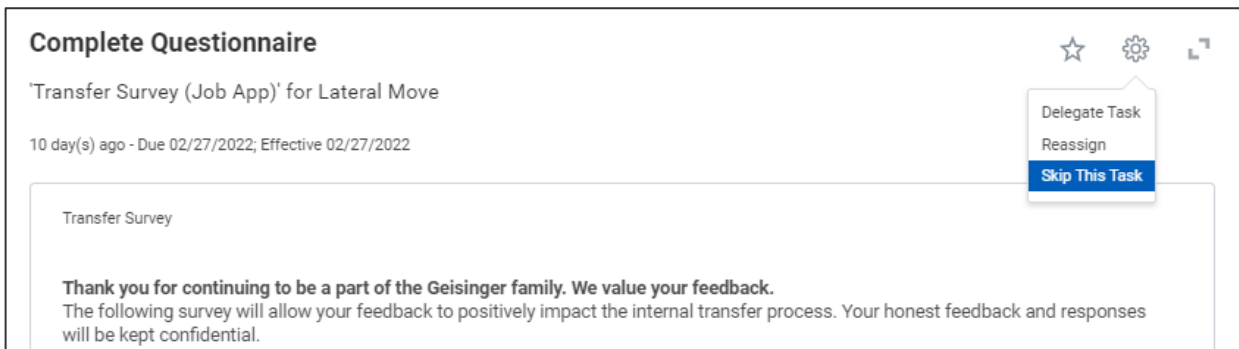 Complete Questionnaire
'Transfer Survey (Job App)' for Lateral Move
10 day(s) ago - Due 02/27/2022; Effective 02/27/2022
Delegate Task
Reassign
Skip This Task
Transfer Survey
Thank you for continuing to be a part of the Geisinger family. We value your feedback.
The following survey will allow your feedback to positively impact the internal transfer process. Your honest feedback and responses
will be kept confidential.